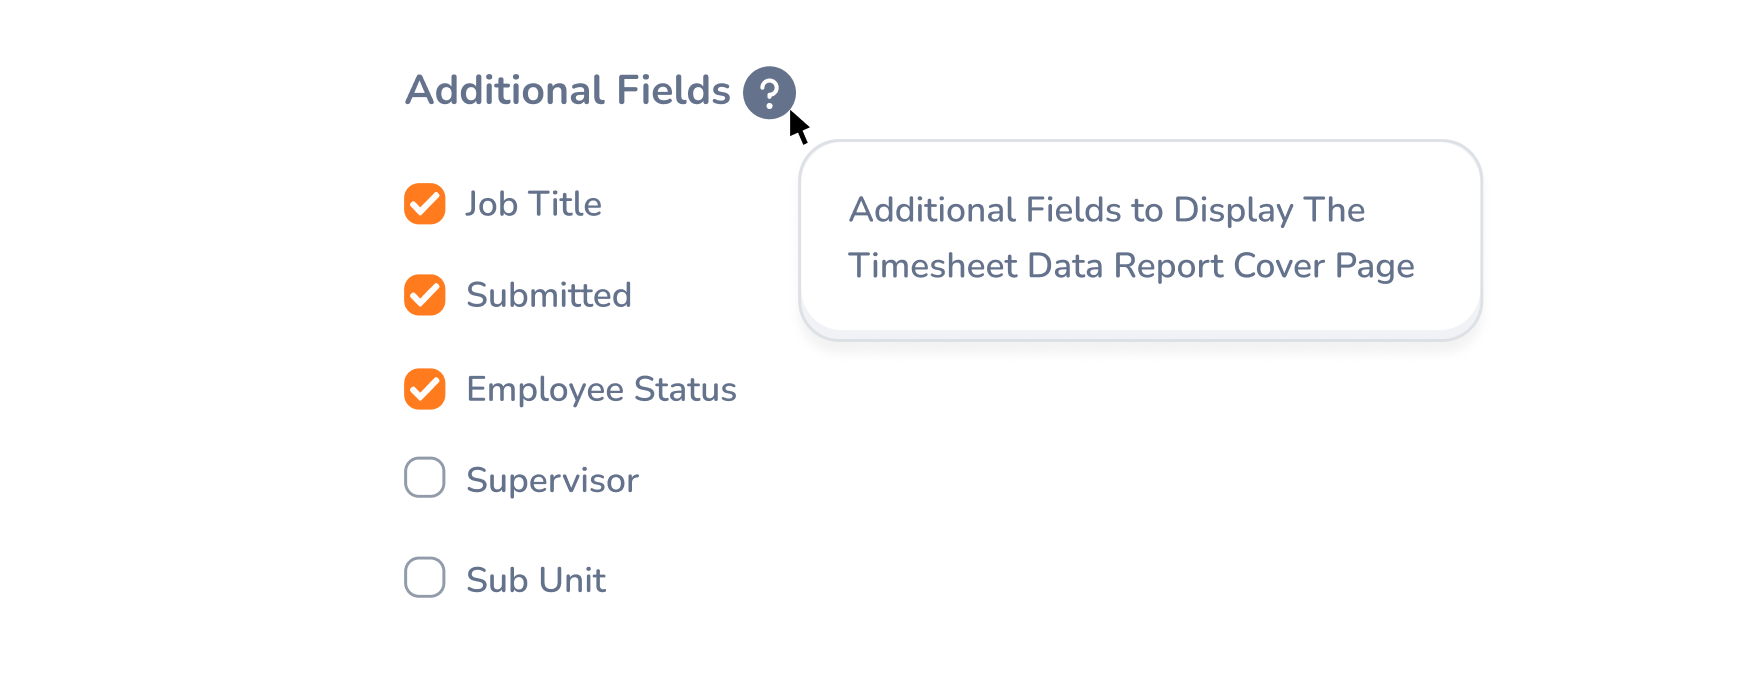 Additional Fields ?
Additional Fields to Display The
Timesheet Data Report Cover Page
Job Title
Submitted
Employee Status
Supervisor
Sub Unit